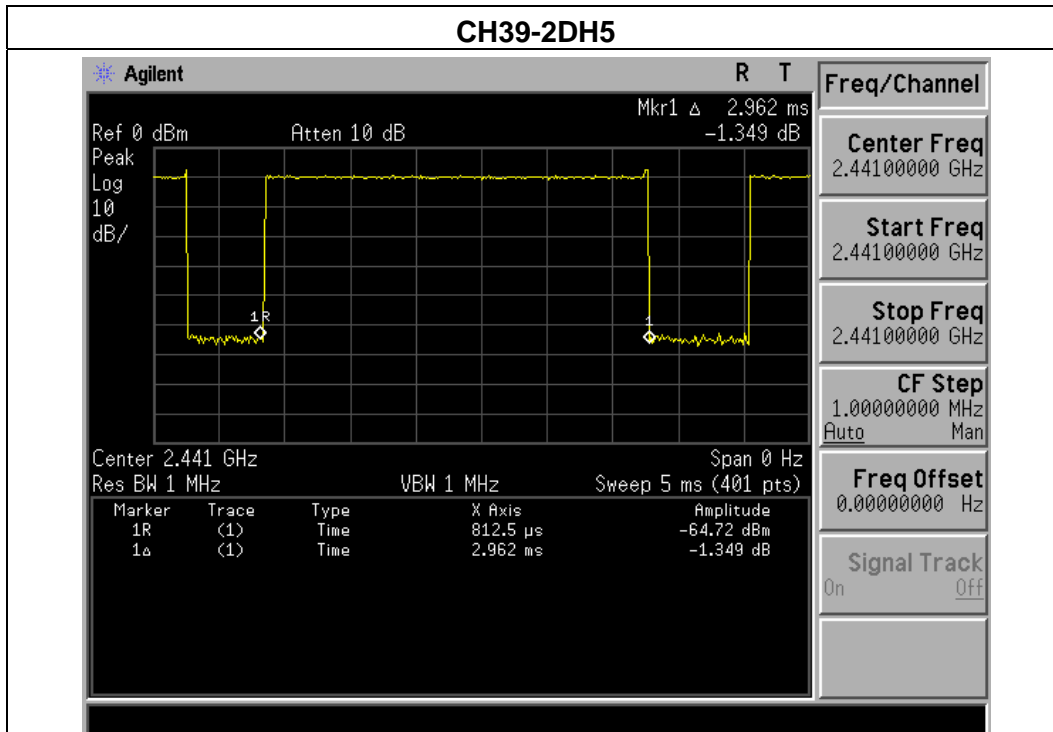 CH39-2DH5
Agilent
R T
Mkr1 Δ 2.962 ms
Ref 0 dBm Atten 10 dB -1.349 dB
Peak
Log
10
dB/
1R
1
Center 2.441 GHz Span 0 Hz
Res BW 1 MHz VBW 1 MHz Sweep 5 ms (401 pts)
Marker Trace Type X Axis Amplitude
1R (1) Time 812.5 µs -64.72 dBm
1Δ (1) Time 2.962 ms -1.349 dB
Freq/Channel
Center Freq
2.44100000 GHz
Start Freq
2.44100000 GHz
Stop Freq
2.44100000 GHz
CF Step
1.00000000 MHz
Auto Man
Freq Offset
0.00000000 Hz
Signal Track
On Off